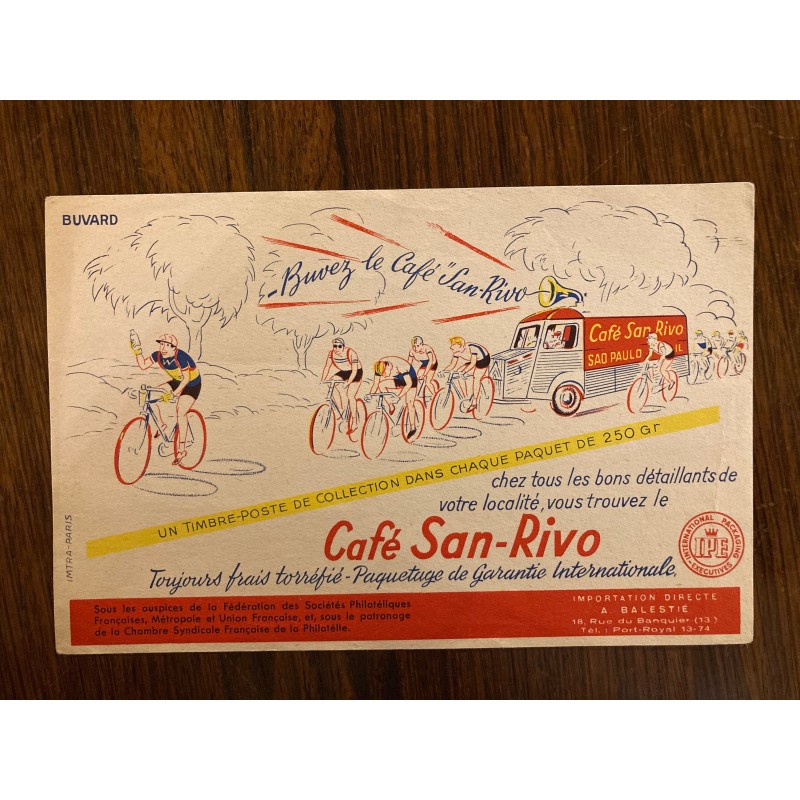 BUVARD
-Buvez le Café "San-Rivo
Café San Rivo
SAO PAULO IL
UN TIMBRE-POSTE DE COLLECTION DANS CHAQUE PAQUET DE 250 Gr
chez tous les bons détaillants de
votre localité, vous trouvez le
Café San-Rivo
Toujours frais torréfié - Paquetage de Garantie Internationale.
INTERNATIONAL PACKAGING
IPE
-EXECUTIVES-
IMTRA-PARIS
Sous les auspices de la Fédération des Sociétés Philatéliques
Françaises, Métropole et Union Française, et, sous le patronage
de la Chambre Syndicale Française de la Philatélie.
IMPORTATION DIRECTE
A BALESTIÉ
18, Rue du Banquier (13)
Tél. : Port-Royal 13-74